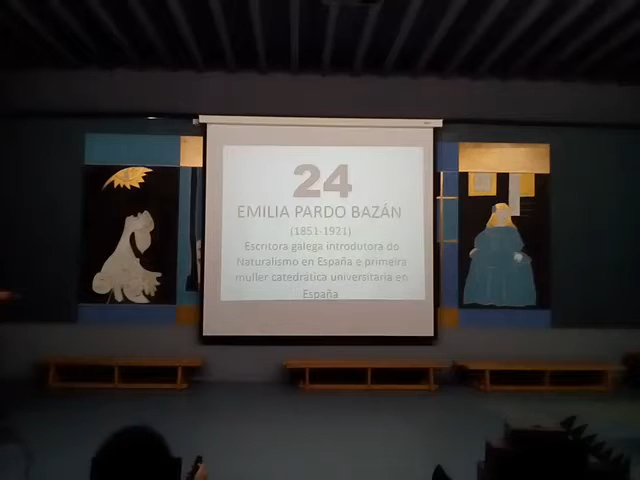 24
EMILIA PARDO BAZÁN
(1851-1921)
Escritora galega introdutora do
Naturalismo en España e primeira
muller catedrática universitaria en
España